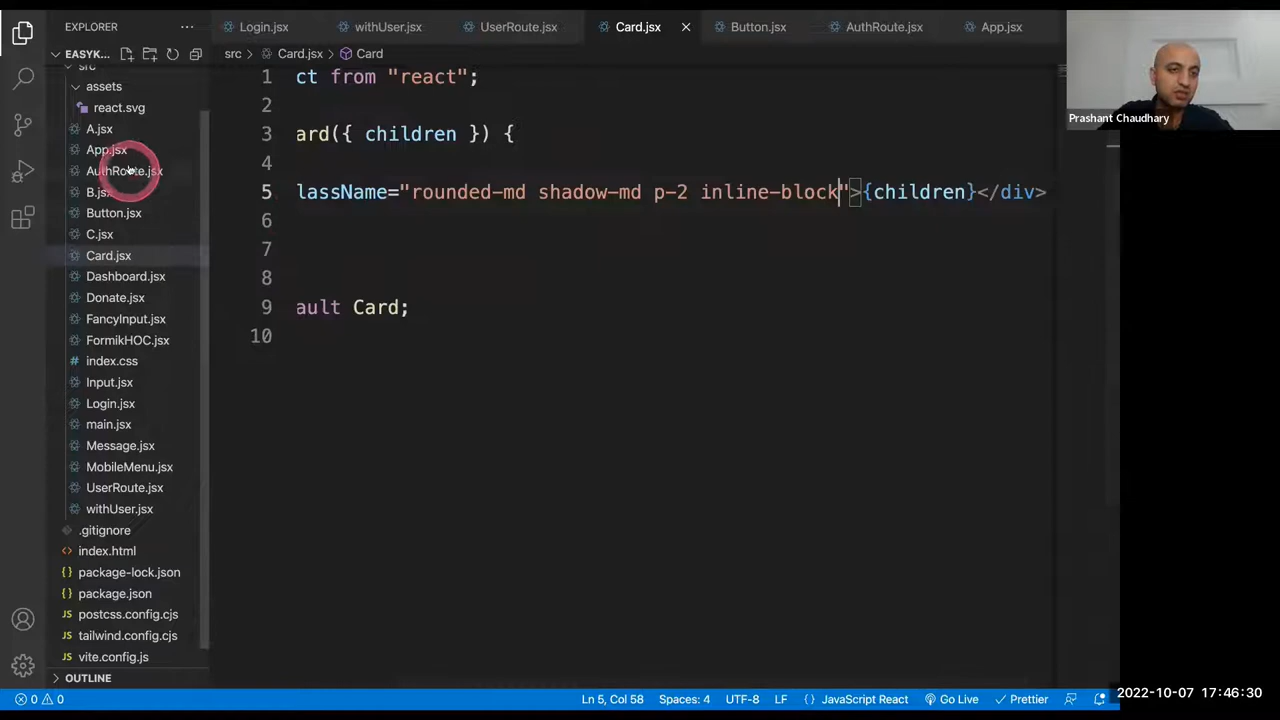 EXPLORER
Login.jsx
withUser.jsx
UserRoute.jsx
Card.jsx
Button.jsx
AuthRoute.jsx
App.jsx
EASYK...
src > Card.jsx > Card
src
assets
react.svg
A.jsx
App.jsx
AuthRoute.jsx
B.jsx
Button.jsx
C.jsx
Card.jsx
Dashboard.jsx
Donate.jsx
FancyInput.jsx
FormikHOC.jsx
# index.css
Input.jsx
Login.jsx
main.jsx
Message.jsx
MobileMenu.jsx
UserRoute.jsx
withUser.jsx
.gitignore
<> index.html
{} package-lock.json
{} package.json
JS postcss.config.cjs
JS tailwind.config.cjs
JS vite.config.js
OUTLINE
1 ct from "react";
2
3 ard({ children }) {
4
5 lassName="rounded-md shadow-md p-2 inline-block">{children}</div>
6
7
8
9 ault Card;
10
Prashant Chaudhary
0 0
Ln 5, Col 58
Spaces: 4
UTF-8
LF
{} JavaScript React
Go Live
Prettier
2022-10-07 17:46:30